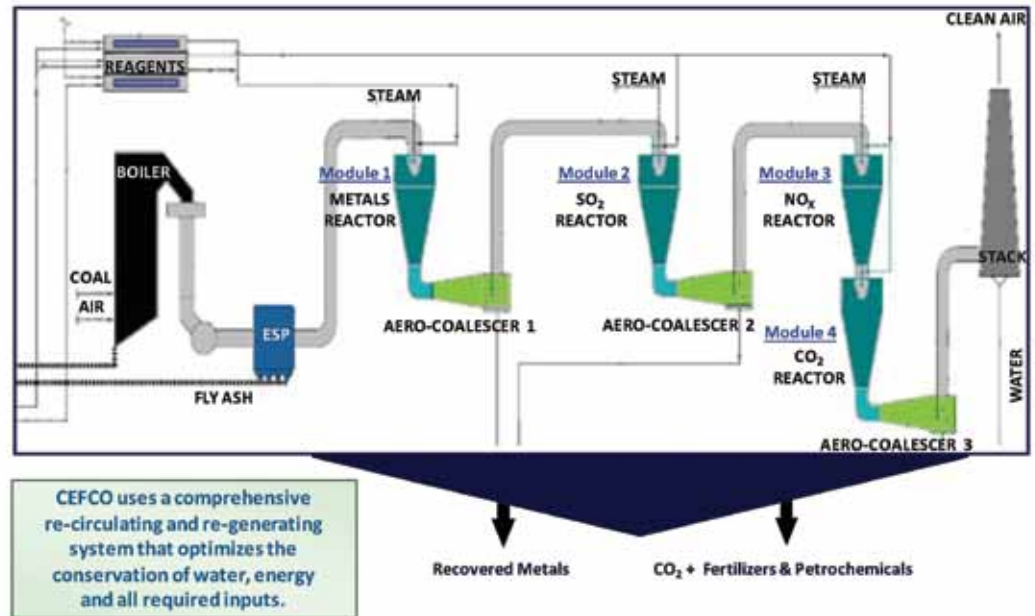 CLEAN AIR
REAGENTS
STEAM
STEAM
STEAM
BOILER
Module 1
METALS
REACTOR
Module 2
SO₂
REACTOR
Module 3
NOₓ
REACTOR
STACK
COAL
AIR
ESP
AERO-COALESCER 1
AERO-COALESCER 2
Module 4
CO₂
REACTOR
WATER
FLY ASH
AERO-COALESCER 3
CEFCO uses a comprehensive
re-circulating and re-generating
system that optimizes the
conservation of water, energy
and all required inputs.
Recovered Metals
CO₂ + Fertilizers & Petrochemicals